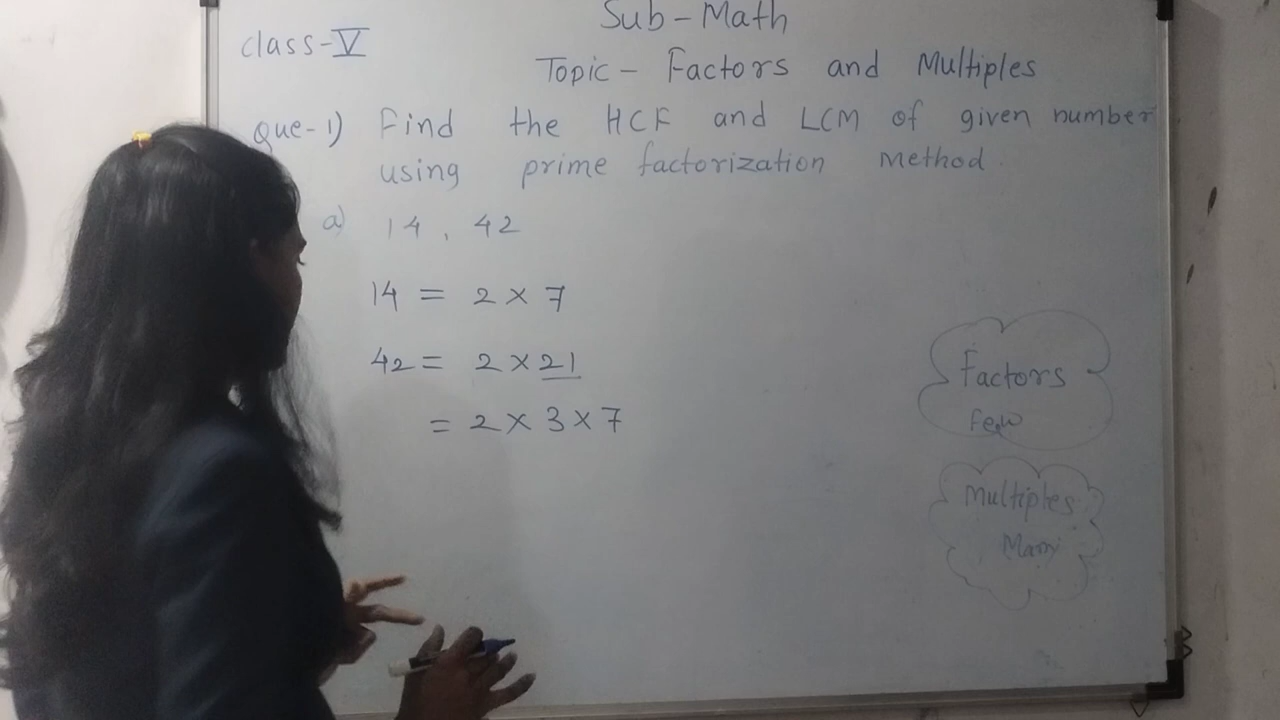 Sub-Math
class-V
Topic- Factors and Multiples
Que-1) Find the HCF and LCM of given number
using prime factorization Method.
a) 14, 42
14 = 2 × 7
42 = 2 × 21
= 2 × 3 × 7
Factors
Few
Multiples
Many